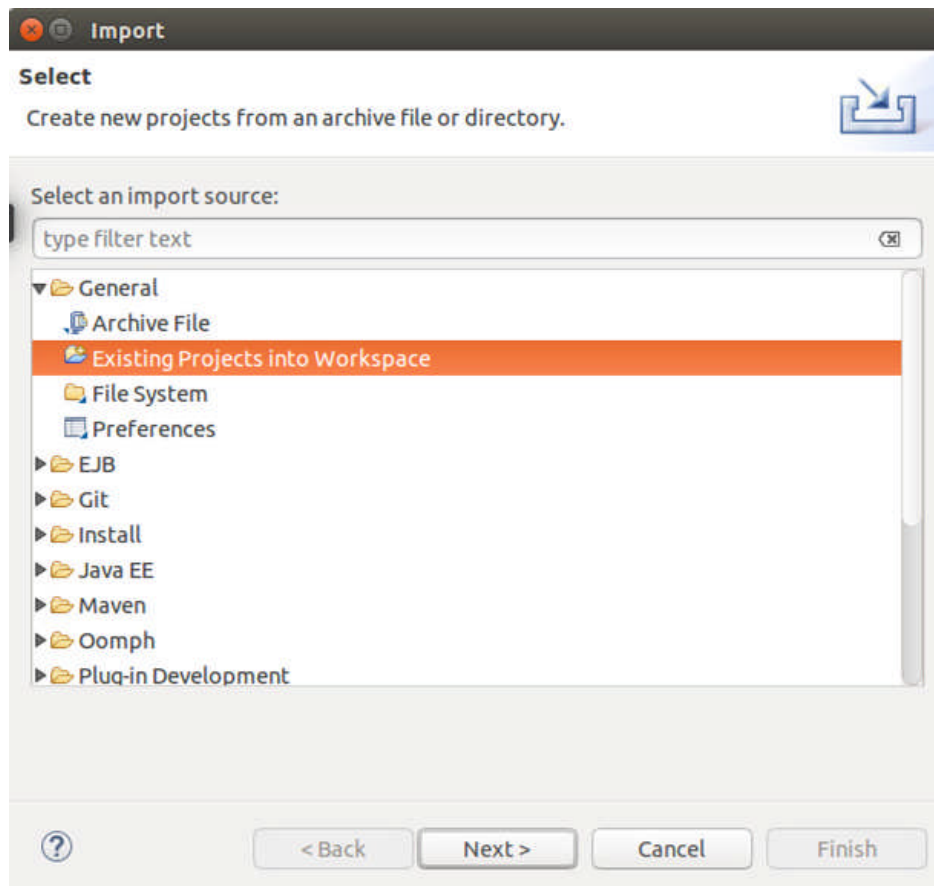 Import
Select
Create new projects from an archive file or directory.
Select an import source:
type filter text
General
Archive File
Existing Projects into Workspace
File System
Preferences
EJB
Git
Install
Java EE
Maven
Oomph
Plug-in Development
?
< Back
Next >
Cancel
Finish